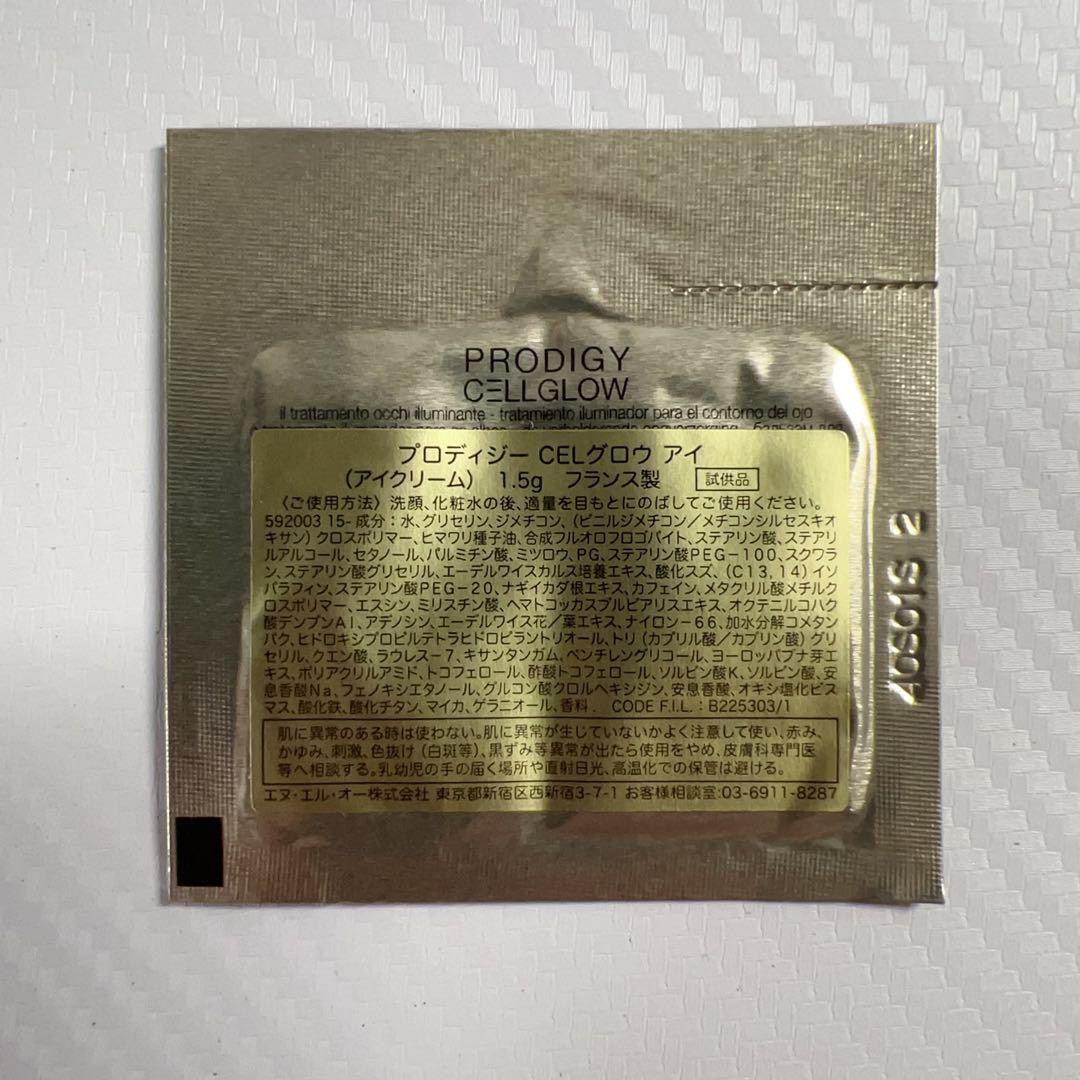 PRODIGY
CELLGLOW
il trattamento occhi illuminante - tratamiento iluminador para el contorno del ojo
プロディジー CELグロウ アイ
(アイクリーム) 1.5g フランス製 試供品
〈ご使用方法〉洗顔、化粧水の後、適量を目もとにのばしてご使用ください。
592003 15- 成分：水、グリセリン、ジメチコン、(ビニルジメチコン／メチコンシルセスキオ
キサン) クロスポリマー、ヒマワリ種子油、合成フルオロフロゴパイト、ステアリン酸、ステアリ
ルアルコール、セタノール、パルミチン酸、ミツロウ、PG、ステアリン酸PEG-100、スクワラ
ン、ステアリン酸グリセリル、エーデルワイスカルス培養エキス、酸化スズ、(C13,14) イソ
パラフィン、ステアリン酸PEG-20、ナギイカダ根エキス、カフェイン、メタクリル酸メチルク
ロスポリマー、エスシン、ミリスチン酸、ヘマトコッカスプルビアリスエキス、オクテニルコハク
酸デンプンAl、アデノシン、エーデルワイス花／葉エキス、ナイロン-66、加水分解コメタン
パク、ヒドロキシプロピルテトラヒドロピラントリオール、トリ (カプリル酸／カプリン酸) グリ
セリル、クエン酸、ラウレス-7、キサンタンガム、ペンチレングリコール、ヨーロッパブナ芽エ
キス、ポリアクリルアミド、トコフェロール、酢酸トコフェロール、ソルビン酸K、ソルビン酸、安
息香酸Na、フェノキシエタノール、グルコン酸クロルヘキシジン、安息香酸、オキシ塩化ビス
マス、酸化鉄、酸化チタン、マイカ、ゲラニオール、香料. CODE F.I.L.：B225303/1
肌に異常のある時は使わない。肌に異常が生じていないかよく注意して使い、赤み、
かゆみ、刺激、色抜け (白斑等)、黒ずみ等異常が出たら使用をやめ、皮膚科専門医
等へ相談する。乳幼児の手の届く場所や直射日光、高温化での保管は避ける。
エヌ・エル・オー株式会社 東京都新宿区西新宿3-7-1 お客様相談室：03-6911-8287
40S01S 2